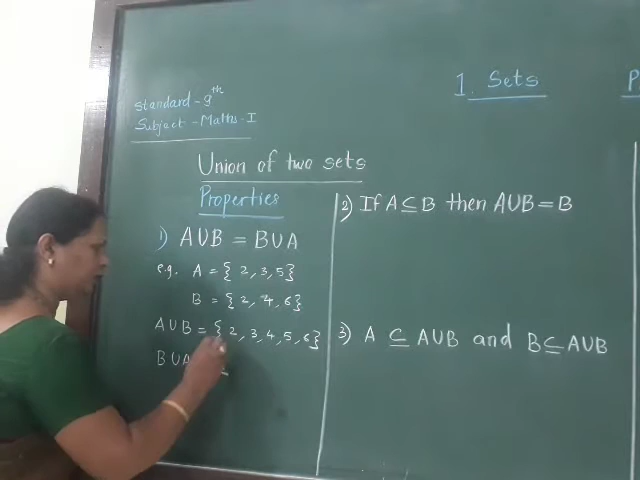 Standard - 9th
Subject - Maths - I
1. Sets
Union of two sets
Properties
1) A∪B = B∪A
e.g. A = {2, 3, 5}
B = {2, 4, 6}
A∪B = {2, 3, 4, 5, 6}
B∪A
2) If A ⊆ B then A∪B = B
3) A ⊆ A∪B and B ⊆ A∪B